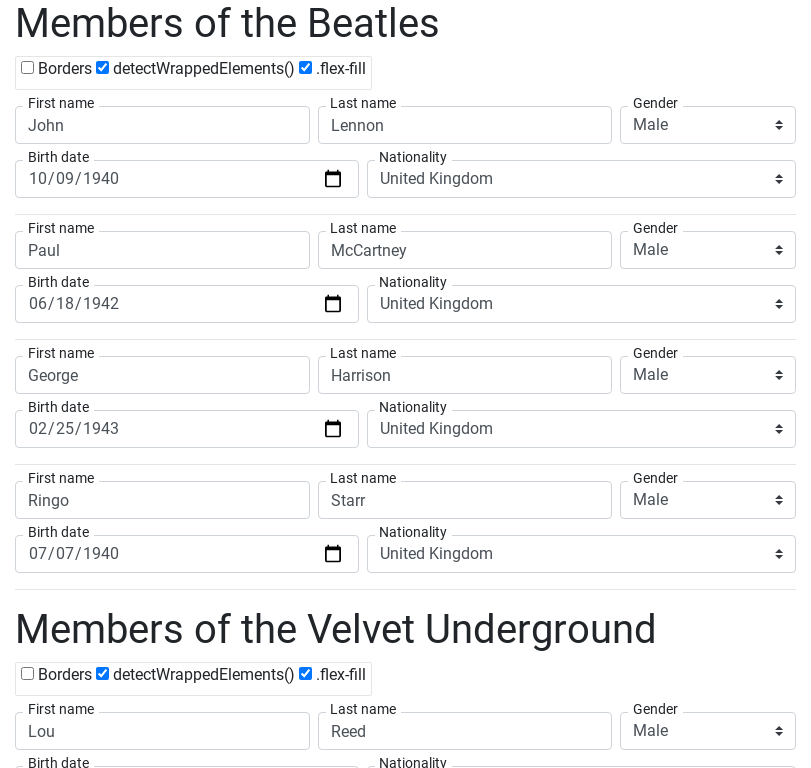 Members of the Beatles
Borders detectWrappedElements() .flex-fill
First name Last name Gender
John Lennon Male
Birth date Nationality
10/09/1940 United Kingdom
First name Last name Gender
Paul McCartney Male
Birth date Nationality
06/18/1942 United Kingdom
First name Last name Gender
George Harrison Male
Birth date Nationality
02/25/1943 United Kingdom
First name Last name Gender
Ringo Starr Male
Birth date Nationality
07/07/1940 United Kingdom
Members of the Velvet Underground
Borders detectWrappedElements() .flex-fill
First name Last name Gender
Lou Reed Male
Birth date Nationality